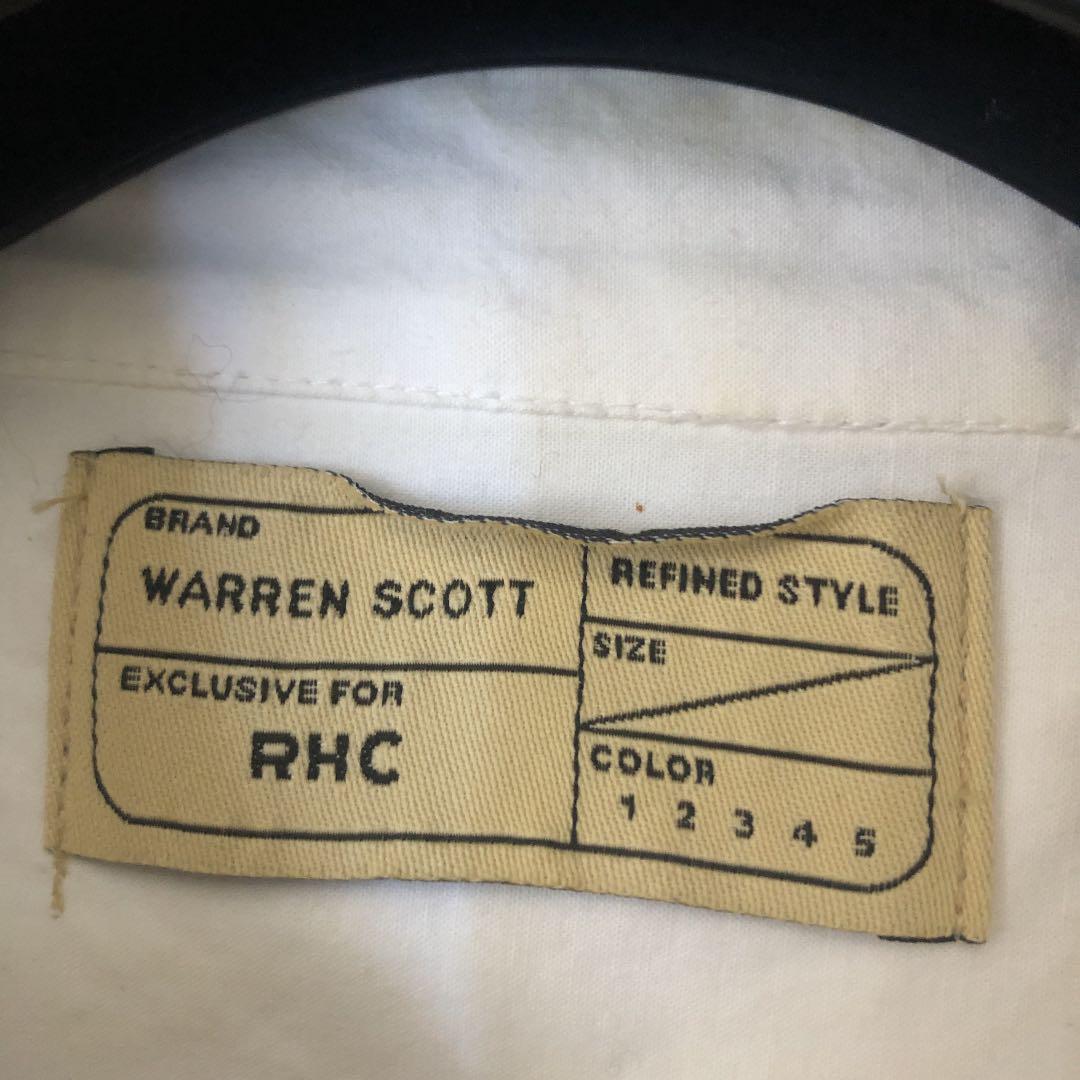 BRAND
WARREN SCOTT
EXCLUSIVE FOR
RHC
REFINED STYLE
SIZE
COLOR
1 2 3 4 5